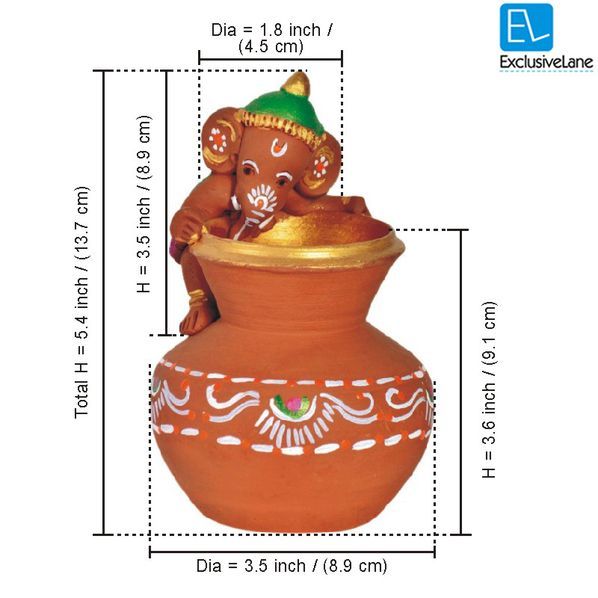 Dia = 1.8 inch /
(4.5 cm)
EL
ExclusiveLane
H = 3.5 inch / (8.9 cm)
Total H = 5.4 inch / (13.7 cm)
H = 3.6 inch / (9.1 cm)
Dia = 3.5 inch / (8.9 cm)